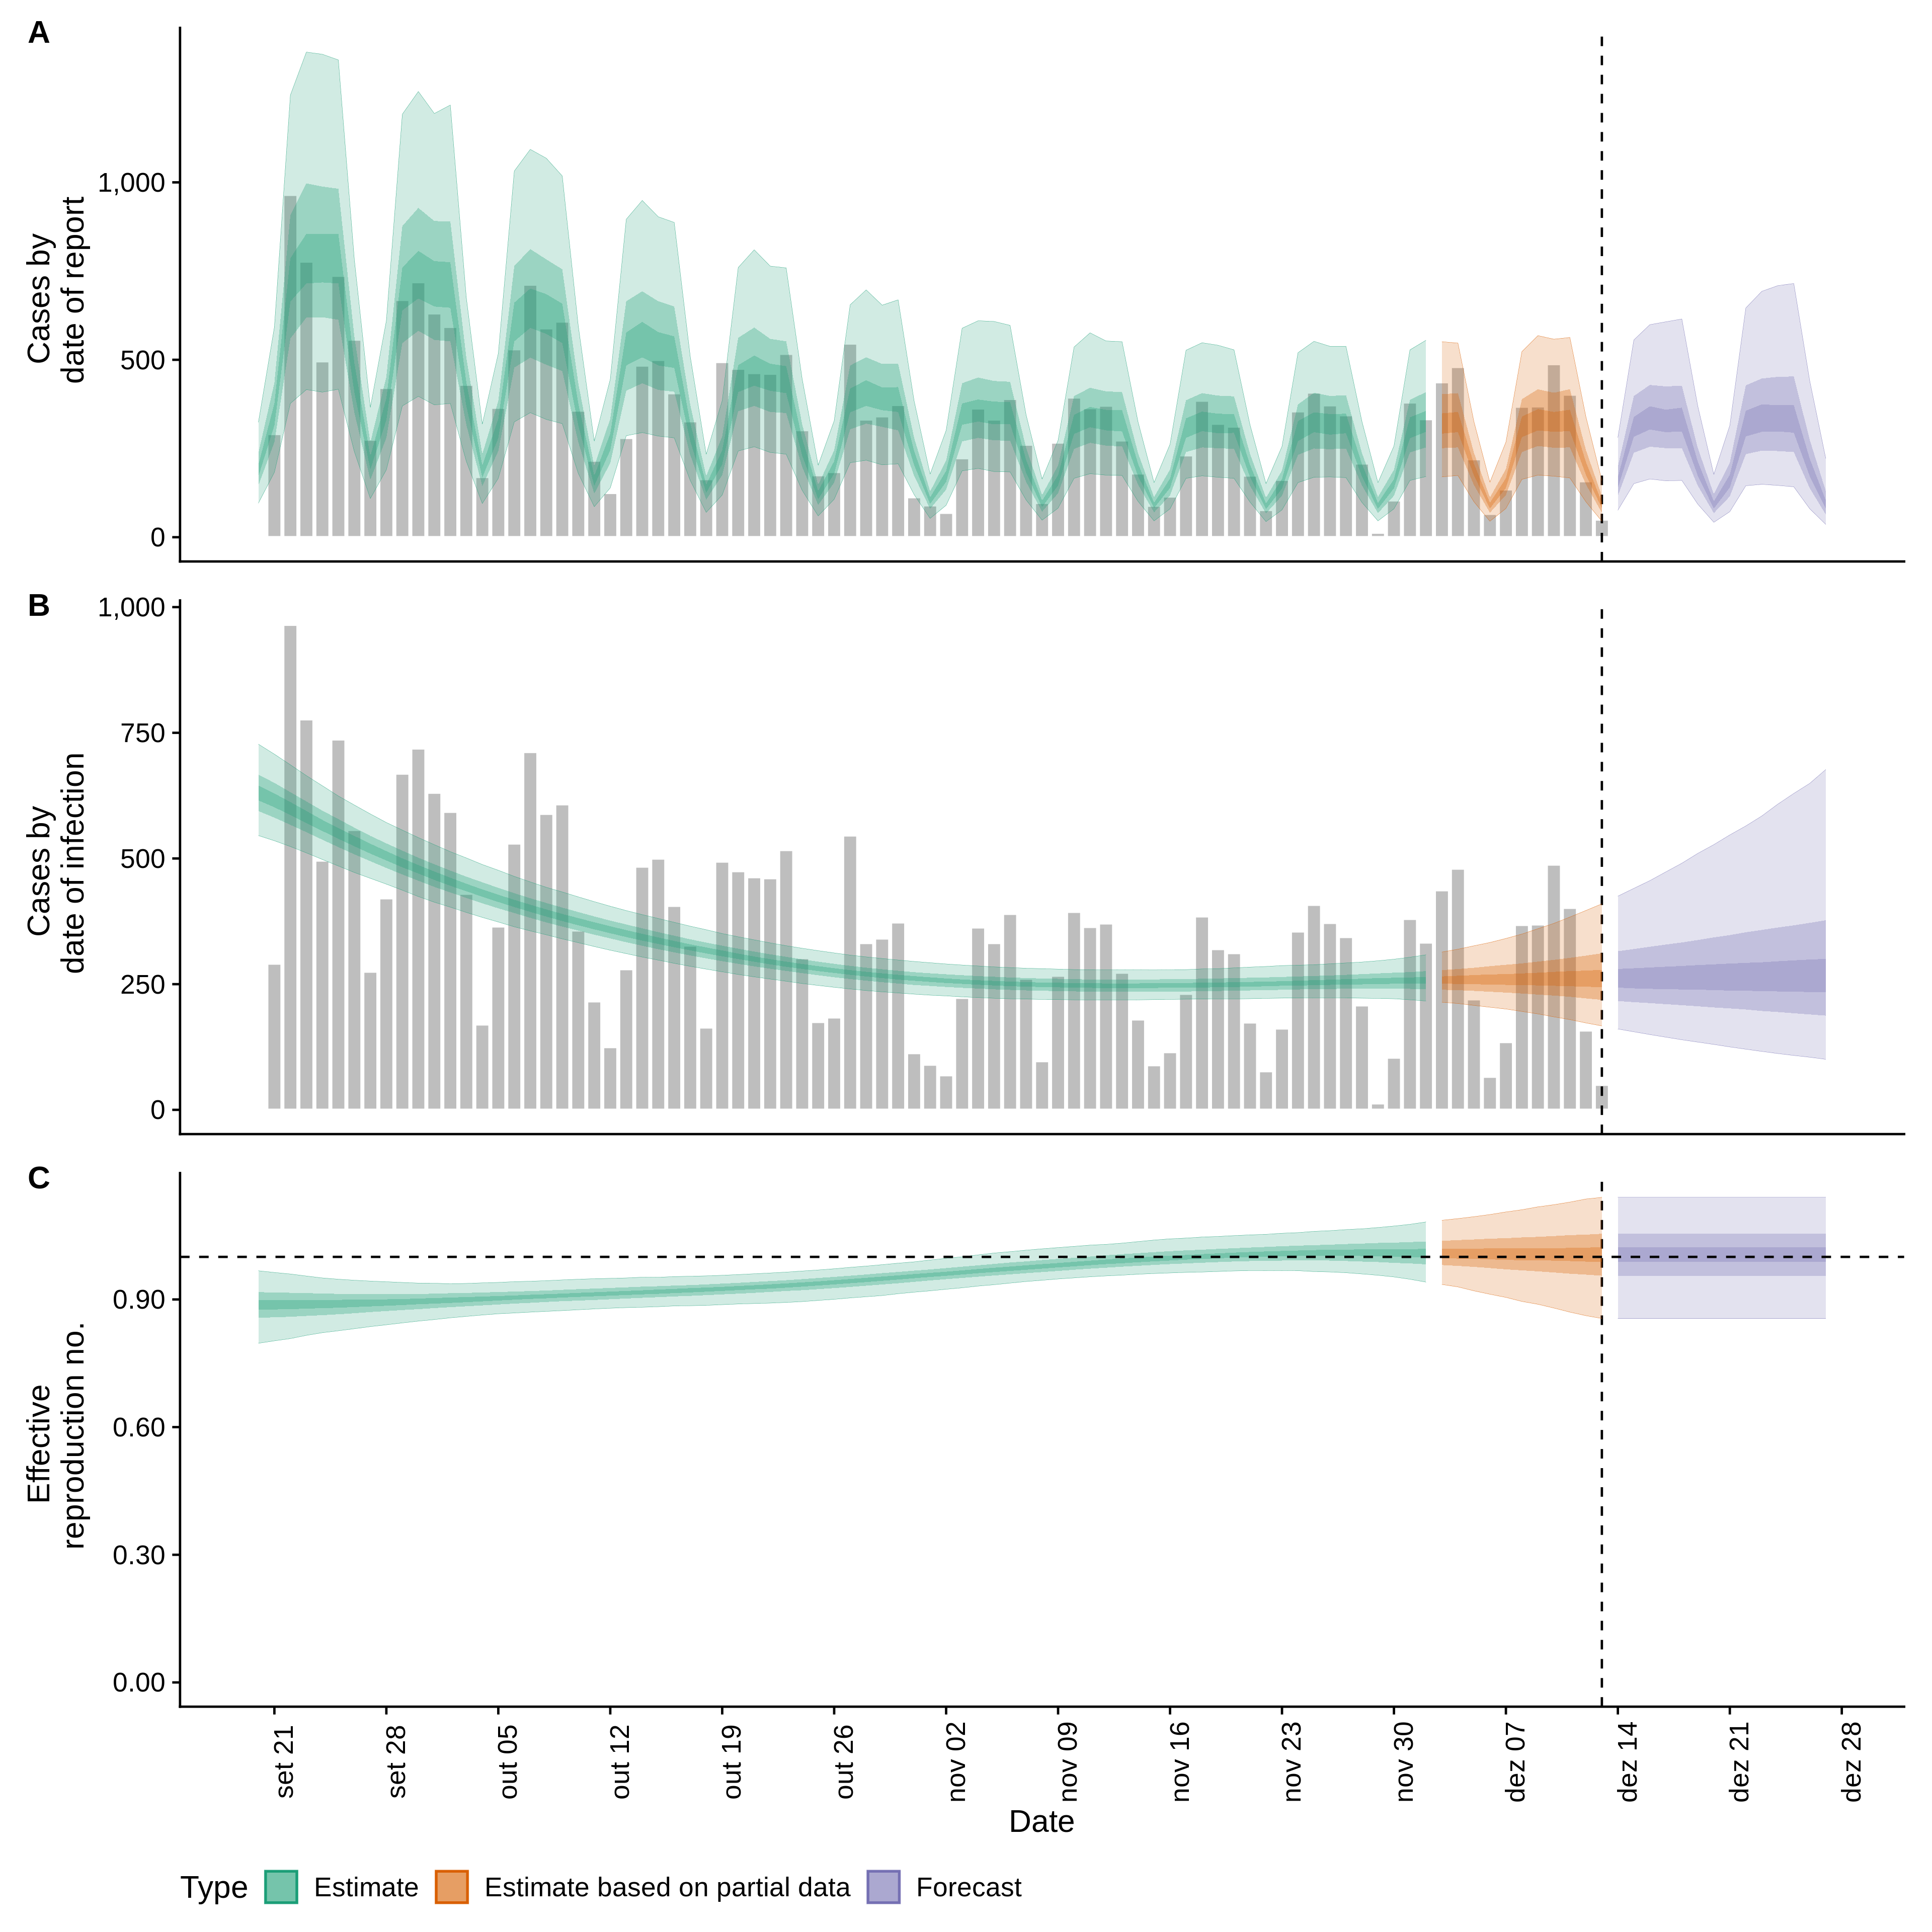 A
Cases by
date of report
1,000
500
0
B
Cases by
date of infection
1,000
750
500
250
0
C
Effective
reproduction no.
0.90
0.60
0.30
0.00
set 21
set 28
out 05
out 12
out 19
out 26
nov 02
nov 09
nov 16
nov 23
nov 30
dez 07
dez 14
dez 21
dez 28
Date
Type
Estimate
Estimate based on partial data
Forecast